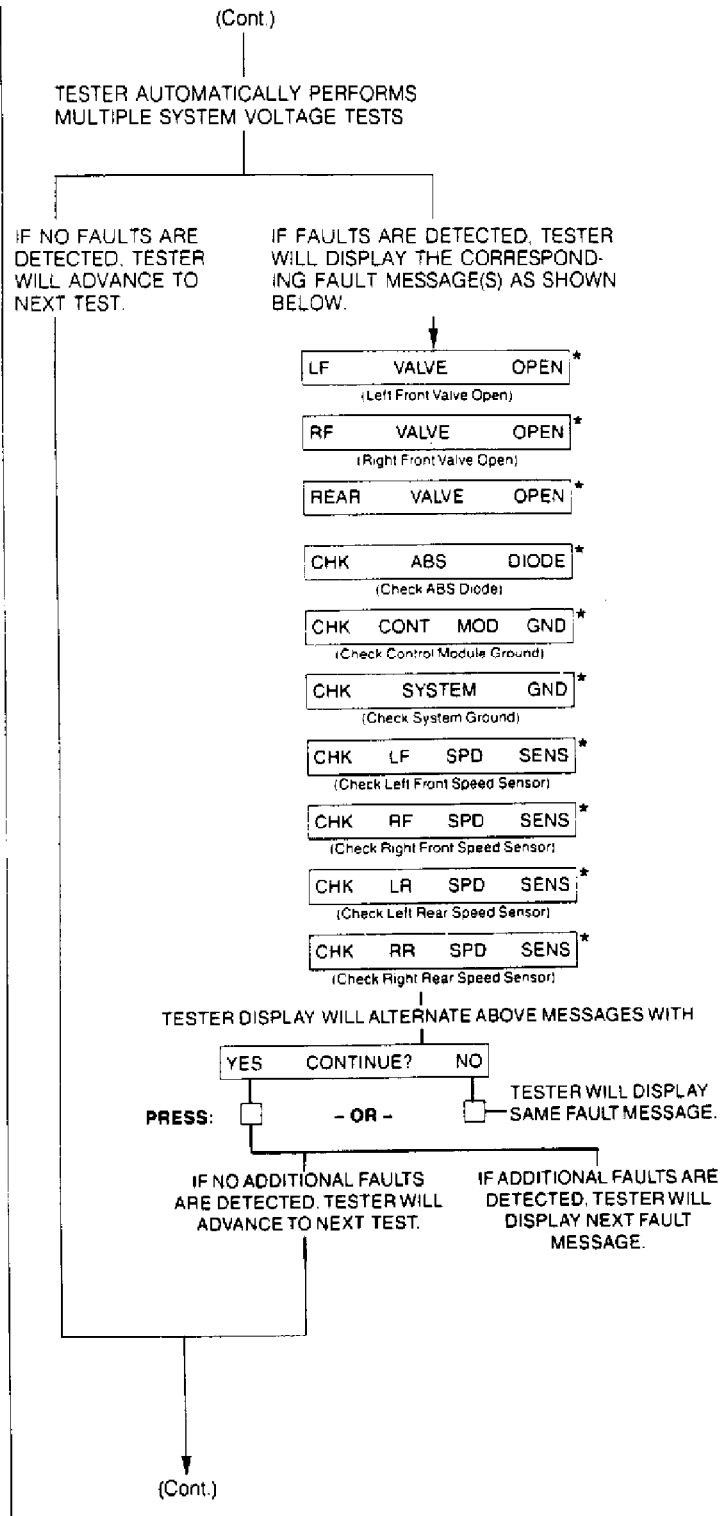 (Cont.)
TESTER AUTOMATICALLY PERFORMS
MULTIPLE SYSTEM VOLTAGE TESTS
IF NO FAULTS ARE
DETECTED, TESTER
WILL ADVANCE TO
NEXT TEST.
IF FAULTS ARE DETECTED, TESTER
WILL DISPLAY THE CORRESPOND-
ING FAULT MESSAGE(S) AS SHOWN
BELOW.
LF VALVE OPEN*
(Left Front Valve Open)
RF VALVE OPEN*
(Right Front Valve Open)
REAR VALVE OPEN*
CHK ABS DIODE*
(Check ABS Diode)
CHK CONT MOD GND*
(Check Control Module Ground)
CHK SYSTEM GND*
(Check System Ground)
CHK LF SPD SENS*
(Check Left Front Speed Sensor)
CHK RF SPD SENS*
(Check Right Front Speed Sensor)
CHK LR SPD SENS*
(Check Left Rear Speed Sensor)
CHK RR SPD SENS*
(Check Right Rear Speed Sensor)
TESTER DISPLAY WILL ALTERNATE ABOVE MESSAGES WITH
YES CONTINUE? NO
PRESS: – OR –
TESTER WILL DISPLAY
SAME FAULT MESSAGE.
IF NO ADDITIONAL FAULTS
ARE DETECTED, TESTER WILL
ADVANCE TO NEXT TEST.
IF ADDITIONAL FAULTS ARE
DETECTED, TESTER WILL
DISPLAY NEXT FAULT
MESSAGE.
(Cont.)